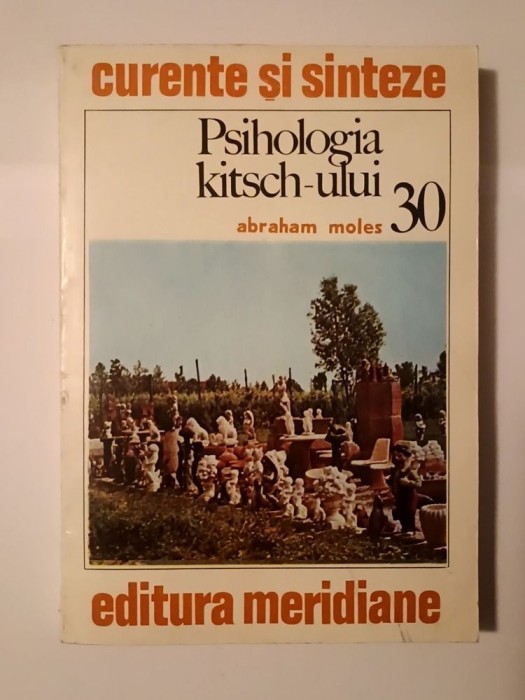 curente și sinteze
Psihologia
kitsch-ului
30
abraham moles
editura meridiane